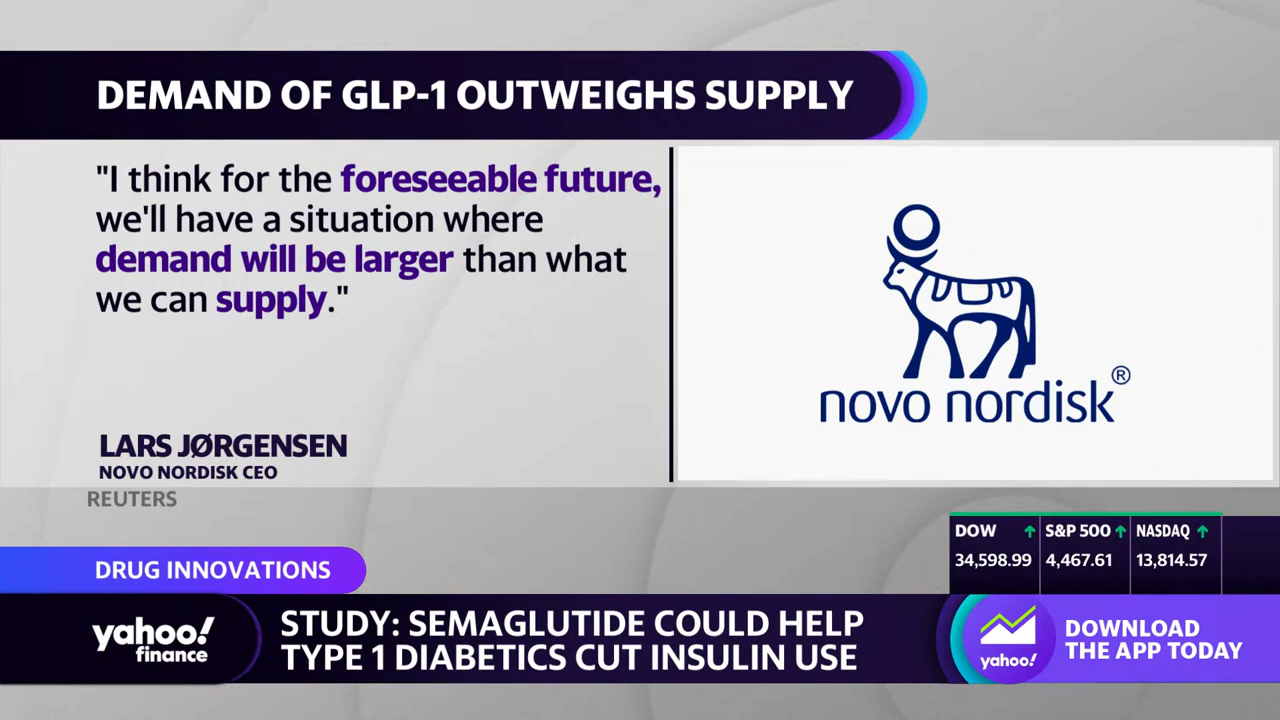 DEMAND OF GLP-1 OUTWEIGHS SUPPLY
"I think for the foreseeable future,
we'll have a situation where
demand will be larger than what
we can supply."
LARS JØRGENSEN
NOVO NORDISK CEO
REUTERS
novo nordisk®
DOW
34,598.99
S&P 500
4,467.61
NASDAQ
13,814.57
DRUG INNOVATIONS
yahoo!
finance
STUDY: SEMAGLUTIDE COULD HELP
TYPE 1 DIABETICS CUT INSULIN USE
yahoo!
DOWNLOAD
THE APP TODAY